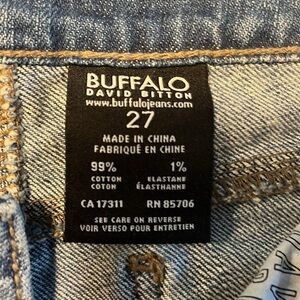 BUFFALO
DAVID BITTON
www.buffalojeans.com
27
MADE IN CHINA
FABRIQUÉ EN CHINE
99% 1%
COTTON ELASTANE
COTON ÉLASTHANNE
CA 17311 RN 85706
SEE CARE ON REVERSE
VOIR VERSO POUR ENTRETIEN